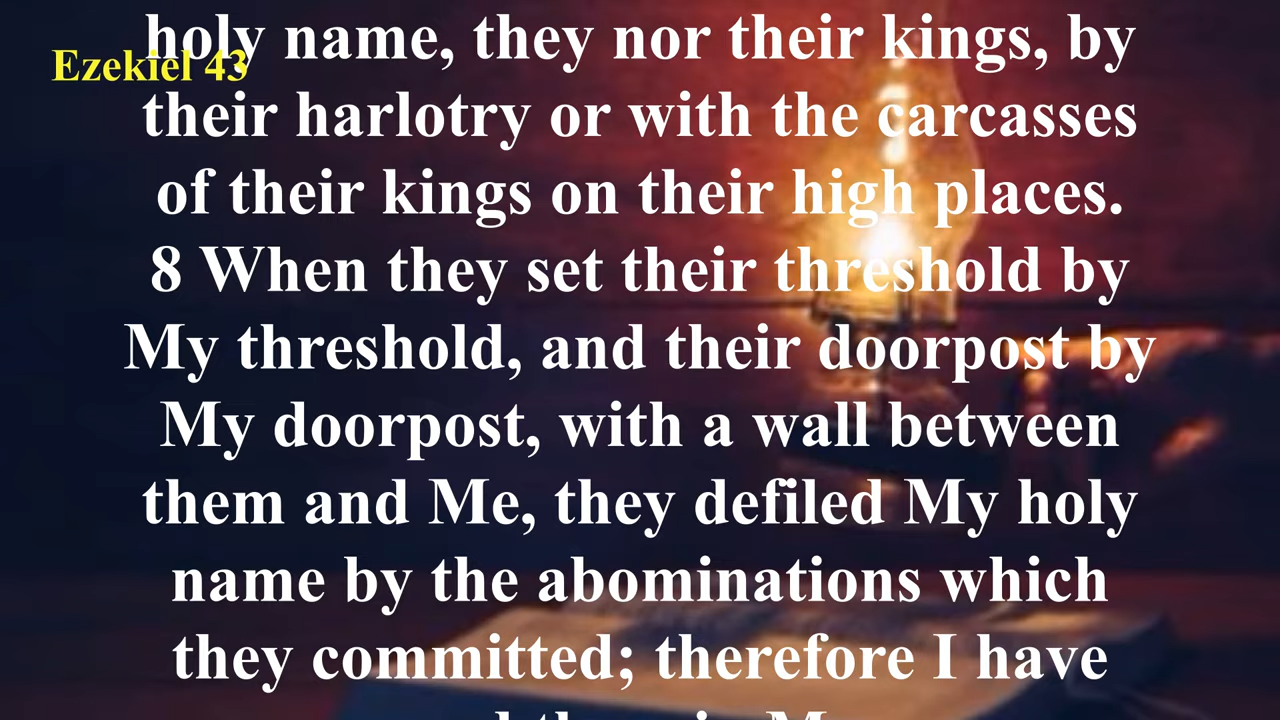 Ezekiel 43
holy name, they nor their kings, by
their harlotry or with the carcasses
of their kings on their high places.
8 When they set their threshold by
My threshold, and their doorpost by
My doorpost, with a wall between
them and Me, they defiled My holy
name by the abominations which
they committed; therefore I have